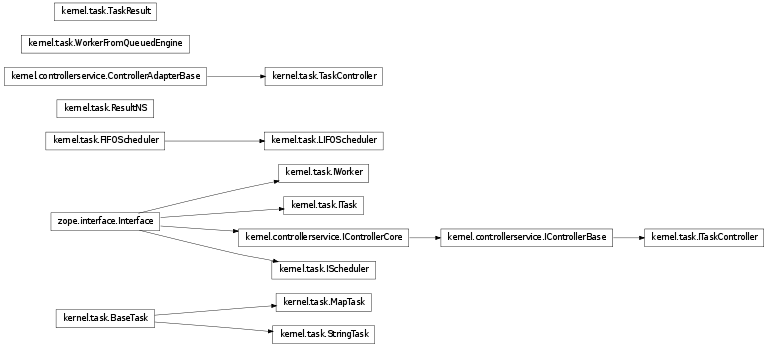 kernel.task.TaskResult
kernel.task.WorkerFromQueuedEngine
kernel.controllerservice.ControllerAdapterBase
kernel.task.TaskController
kernel.task.ResultNS
kernel.task.FIFOScheduler
kernel.task.LIFOScheduler
kernel.task.IWorker
kernel.task.ITask
zope.interface.Interface
kernel.controllerservice.IControllerCore
kernel.controllerservice.IControllerBase
kernel.task.ITaskController
kernel.task.IScheduler
kernel.task.MapTask
kernel.task.BaseTask
kernel.task.StringTask